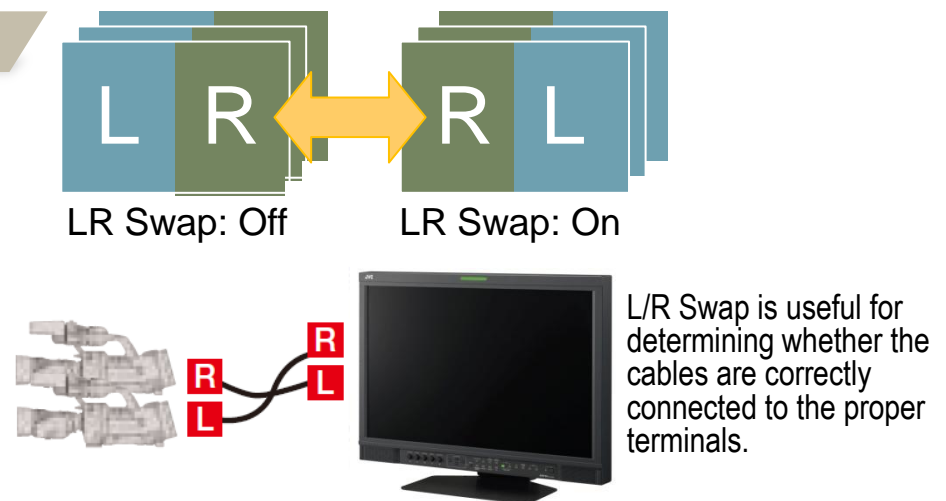 L R
R L
LR Swap: Off
LR Swap: On
JVC
R
L
R
L
L/R Swap is useful for
determining whether the
cables are correctly
connected to the proper
terminals.